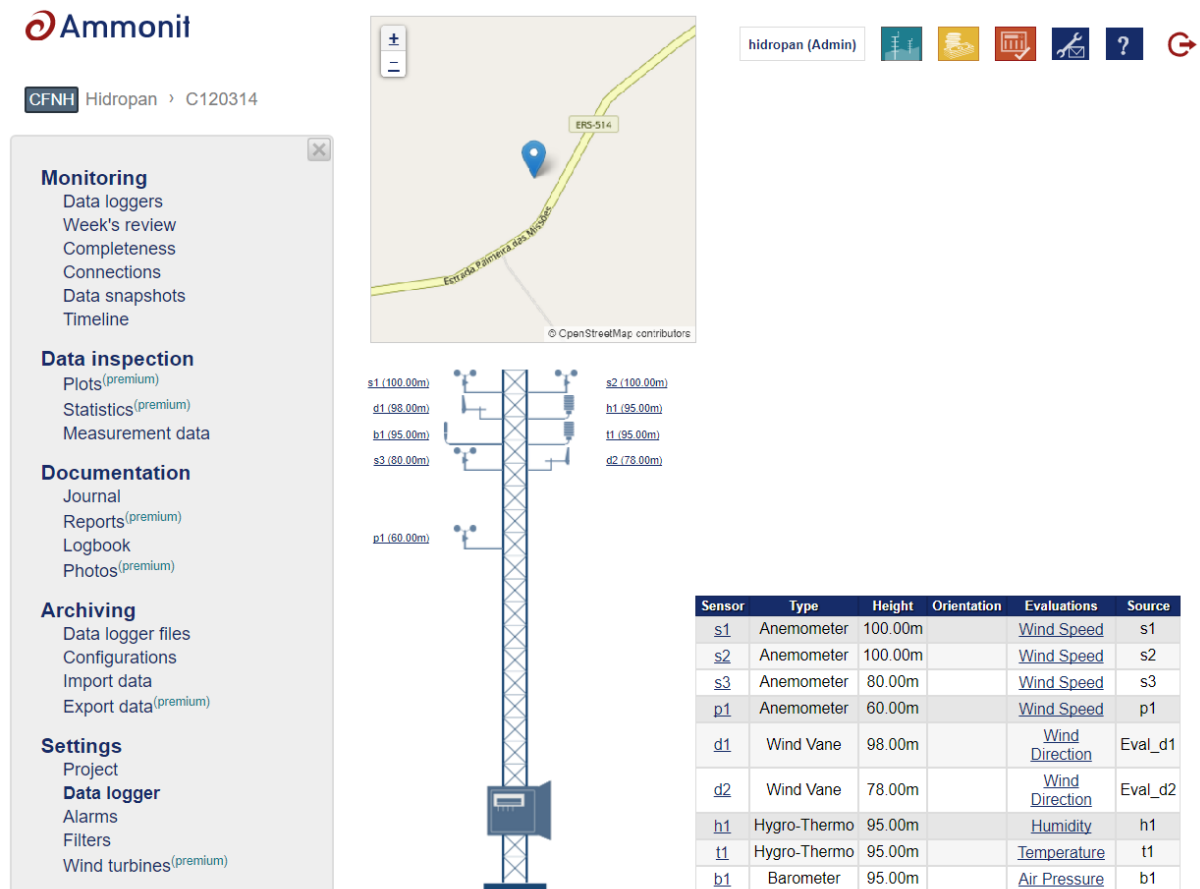 Ammonit
hidropan (Admin)
?
CFNH Hidropan › C120314
Monitoring
Data loggers
Week's review
Completeness
Connections
Data snapshots
Timeline
Data inspection
Plots(premium)
Statistics(premium)
Measurement data
Documentation
Journal
Reports(premium)
Logbook
Photos(premium)
Archiving
Data logger files
Configurations
Import data
Export data(premium)
Settings
Project
Data logger
Alarms
Filters
Wind turbines(premium)
+
−
ERS-514
Estrada Palmeira das Missões
© OpenStreetMap contributors
s1 (100.00m) s2 (100.00m)
d1 (98.00m) h1 (95.00m)
b1 (95.00m) t1 (95.00m)
s3 (80.00m) d2 (78.00m)
p1 (60.00m)
Sensor Type Height Orientation Evaluations Source
s1 Anemometer 100.00m Wind Speed s1
s2 Anemometer 100.00m Wind Speed s2
s3 Anemometer 80.00m Wind Speed s3
p1 Anemometer 60.00m Wind Speed p1
d1 Wind Vane 98.00m Wind Direction Eval_d1
d2 Wind Vane 78.00m Wind Direction Eval_d2
h1 Hygro-Thermo 95.00m Humidity h1
t1 Hygro-Thermo 95.00m Temperature t1
b1 Barometer 95.00m Air Pressure b1